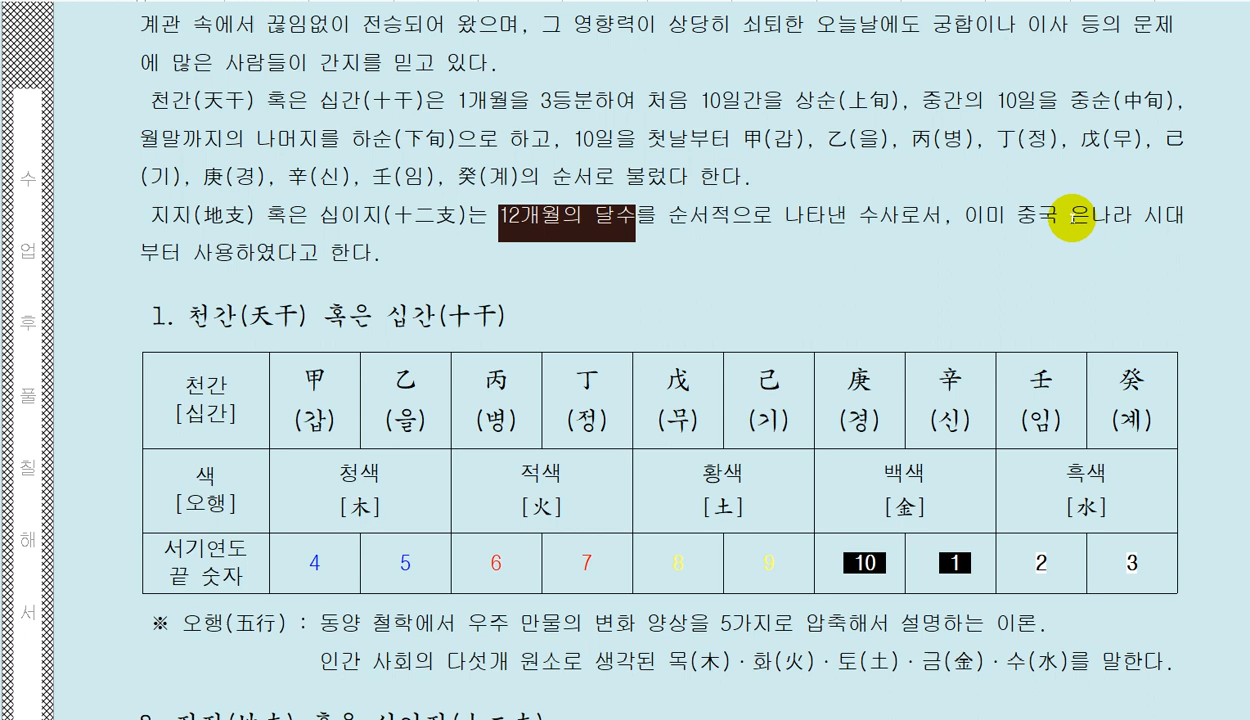 계관 속에서 끊임없이 전승되어 왔으며, 그 영향력이 상당히 쇠퇴한 오늘날에도 궁합이나 이사 등의 문제
에 많은 사람들이 간지를 믿고 있다.
천간(天干) 혹은 십간(十干)은 1개월을 3등분하여 처음 10일간을 상순(上旬), 중간의 10일을 중순(中旬),
월말까지의 나머지를 하순(下旬)으로 하고, 10일을 첫날부터 甲(갑), 乙(을), 丙(병), 丁(정), 戊(무), 己
(기), 庚(경), 辛(신), 壬(임), 癸(계)의 순서로 불렀다 한다.
지지(地支) 혹은 십이지(十二支)는 12개월의 달수를 순서적으로 나타낸 수사로서, 이미 중국 은나라 시대
부터 사용하였다고 한다.
1. 천간(天干) 혹은 십간(十干)
천간 [십간] 甲(갑) 乙(을) 丙(병) 丁(정) 戊(무) 己(기) 庚(경) 辛(신) 壬(임) 癸(계)
색 [오행] 청색 [木] 적색 [火] 황색 [土] 백색 [金] 흑색 [水]
서기연도 끝 숫자 4 5 6 7 8 9 10 1 2 3
※ 오행(五行) : 동양 철학에서 우주 만물의 변화 양상을 5가지로 압축해서 설명하는 이론.
인간 사회의 다섯개 원소로 생각된 목(木)·화(火)·토(土)·금(金)·수(水)를 말한다.
2. 지지(地支) 혹은 십이지(十二支)
수
업
후
풀
칠
해
서